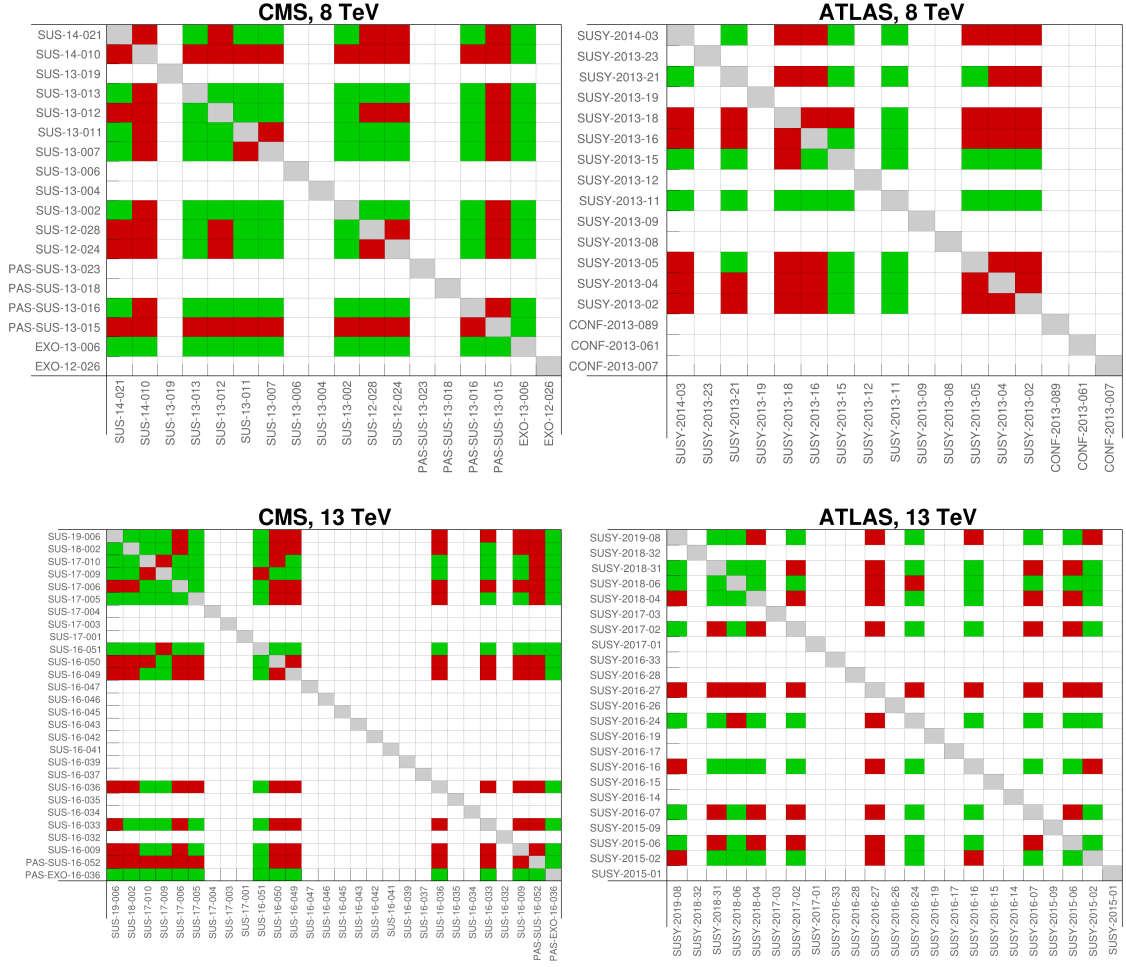 CMS, 8 TeV
SUS-14-021
SUS-14-010
SUS-13-019
SUS-13-013
SUS-13-012
SUS-13-011
SUS-13-007
SUS-13-006
SUS-13-004
SUS-13-002
SUS-12-028
SUS-12-024
PAS-SUS-13-023
PAS-SUS-13-018
PAS-SUS-13-016
PAS-SUS-13-015
EXO-13-006
EXO-12-026
SUS-14-021
SUS-14-010
SUS-13-019
SUS-13-013
SUS-13-012
SUS-13-011
SUS-13-007
SUS-13-006
SUS-13-004
SUS-13-002
SUS-12-028
SUS-12-024
PAS-SUS-13-023
PAS-SUS-13-018
PAS-SUS-13-016
PAS-SUS-13-015
EXO-13-006
EXO-12-026
ATLAS, 8 TeV
SUSY-2014-03
SUSY-2013-23
SUSY-2013-21
SUSY-2013-19
SUSY-2013-18
SUSY-2013-16
SUSY-2013-15
SUSY-2013-12
SUSY-2013-11
SUSY-2013-09
SUSY-2013-08
SUSY-2013-05
SUSY-2013-04
SUSY-2013-02
CONF-2013-089
CONF-2013-061
CONF-2013-007
SUSY-2014-03
SUSY-2013-23
SUSY-2013-21
SUSY-2013-19
SUSY-2013-18
SUSY-2013-16
SUSY-2013-15
SUSY-2013-12
SUSY-2013-11
SUSY-2013-09
SUSY-2013-08
SUSY-2013-05
SUSY-2013-04
SUSY-2013-02
CONF-2013-089
CONF-2013-061
CONF-2013-007
CMS, 13 TeV
SUS-19-006
SUS-18-002
SUS-17-010
SUS-17-009
SUS-17-006
SUS-17-005
SUS-17-004
SUS-17-003
SUS-17-001
SUS-16-051
SUS-16-050
SUS-16-049
SUS-16-047
SUS-16-046
SUS-16-045
SUS-16-043
SUS-16-042
SUS-16-041
SUS-16-039
SUS-16-037
SUS-16-036
SUS-16-035
SUS-16-034
SUS-16-033
SUS-16-032
SUS-16-009
PAS-SUS-16-052
PAS-EXO-16-036
SUS-19-006
SUS-18-002
SUS-17-010
SUS-17-009
SUS-17-006
SUS-17-005
SUS-17-004
SUS-17-003
SUS-17-001
SUS-16-051
SUS-16-050
SUS-16-049
SUS-16-047
SUS-16-046
SUS-16-045
SUS-16-043
SUS-16-042
SUS-16-041
SUS-16-039
SUS-16-037
SUS-16-036
SUS-16-035
SUS-16-034
SUS-16-033
SUS-16-032
SUS-16-009
PAS-SUS-16-052
PAS-EXO-16-036
ATLAS, 13 TeV
SUSY-2019-08
SUSY-2018-32
SUSY-2018-31
SUSY-2018-06
SUSY-2018-04
SUSY-2017-03
SUSY-2017-02
SUSY-2017-01
SUSY-2016-33
SUSY-2016-28
SUSY-2016-27
SUSY-2016-26
SUSY-2016-24
SUSY-2016-19
SUSY-2016-17
SUSY-2016-16
SUSY-2016-15
SUSY-2016-14
SUSY-2016-07
SUSY-2015-09
SUSY-2015-06
SUSY-2015-02
SUSY-2015-01
SUSY-2019-08
SUSY-2018-32
SUSY-2018-31
SUSY-2018-06
SUSY-2018-04
SUSY-2017-03
SUSY-2017-02
SUSY-2017-01
SUSY-2016-33
SUSY-2016-28
SUSY-2016-27
SUSY-2016-26
SUSY-2016-24
SUSY-2016-19
SUSY-2016-17
SUSY-2016-16
SUSY-2016-15
SUSY-2016-14
SUSY-2016-07
SUSY-2015-09
SUSY-2015-06
SUSY-2015-02
SUSY-2015-01